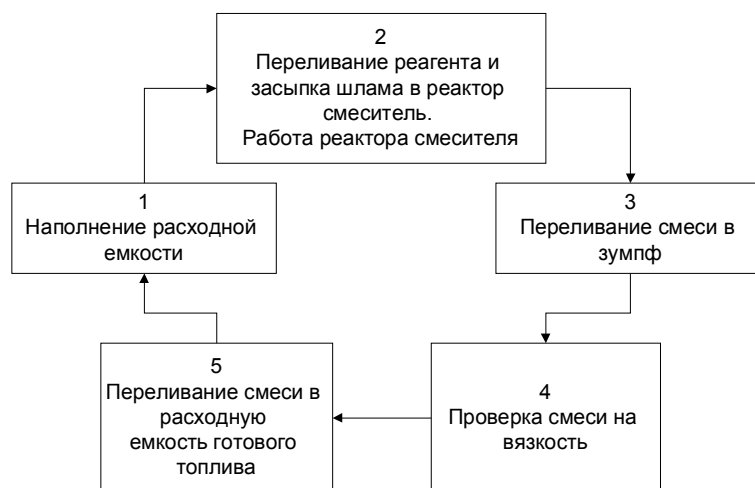 2
Переливание реагента и
засыпка шлама в реактор
смеситель.
Работа реактора смесителя
1
Наполнение расходной
емкости
3
Переливание смеси в
зумпф
5
Переливание смеси в
расходную
емкость готового
топлива
4
Проверка смеси на
вязкость